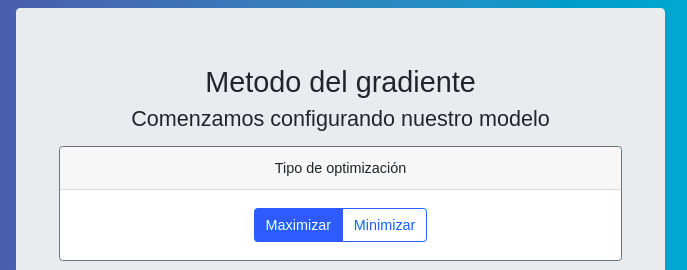 Metodo del gradiente
Comenzamos configurando nuestro modelo
Tipo de optimización
Maximizar Minimizar